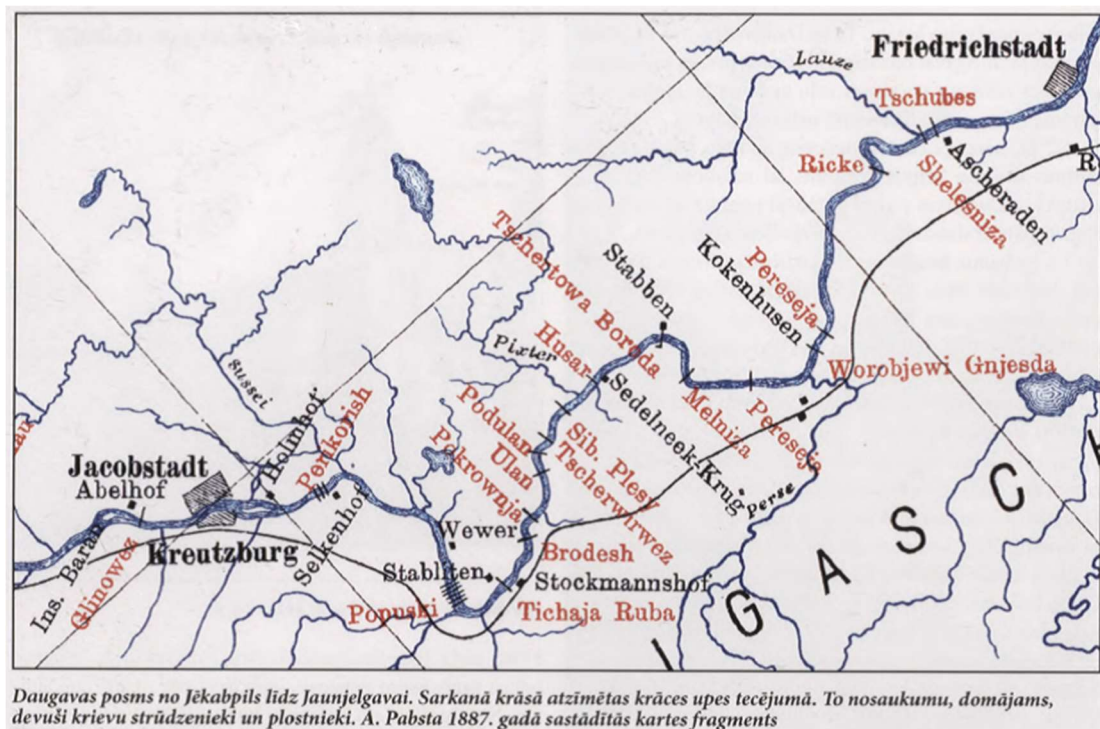 Friedrichstadt
Lauze
Tschubes
Ricke
Ascheraden
Shelesniza
R
Tschertowa Boroda
Stabben
Kokenhusen
Pereseja
Pixter
Husar
Worobjewi Gnjesda
Sussei
Sedelneek-Krug
Melniza
Perse
Podulan
Ulan
Pokrownja
Sib. Plesy
Tscherwirwez
Holmhof
Perikorish
Jacobstadt
Abelhof
Kreutzburg
Selkenhof
Wewer
Brodesh
Stabliten
Stockmannshof
Ins. Baran
Glinowez
Popuski
Tichaja Ruba
I G A S C
Daugavas posms no Jēkabpils līdz Jaunjelgavai. Sarkanā krāsā atzīmētas krāces upes tecējumā. To nosaukumu, domājams,
devuši krievu strūdzenieki un plostnieki. A. Pabsta 1887. gadā sastādītās kartes fragments